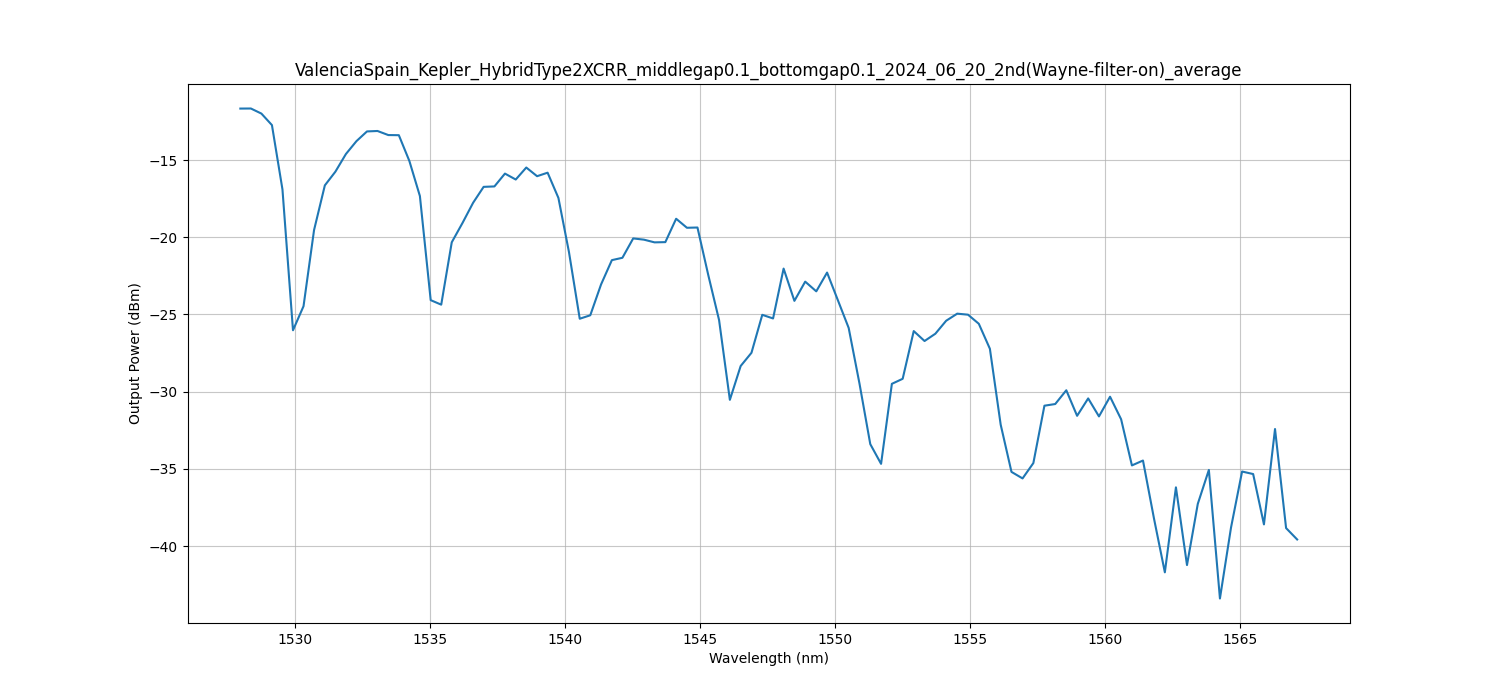 ValenciaSpain_Kepler_HybridType2XCRR_middlegap0.1_bottomgap0.1_2024_06_20_2nd(Wayne-filter-on)_average
Output Power (dBm)
−15
−20
−25
−30
−35
−40
1530 1535 1540 1545 1550 1555 1560 1565
Wavelength (nm)